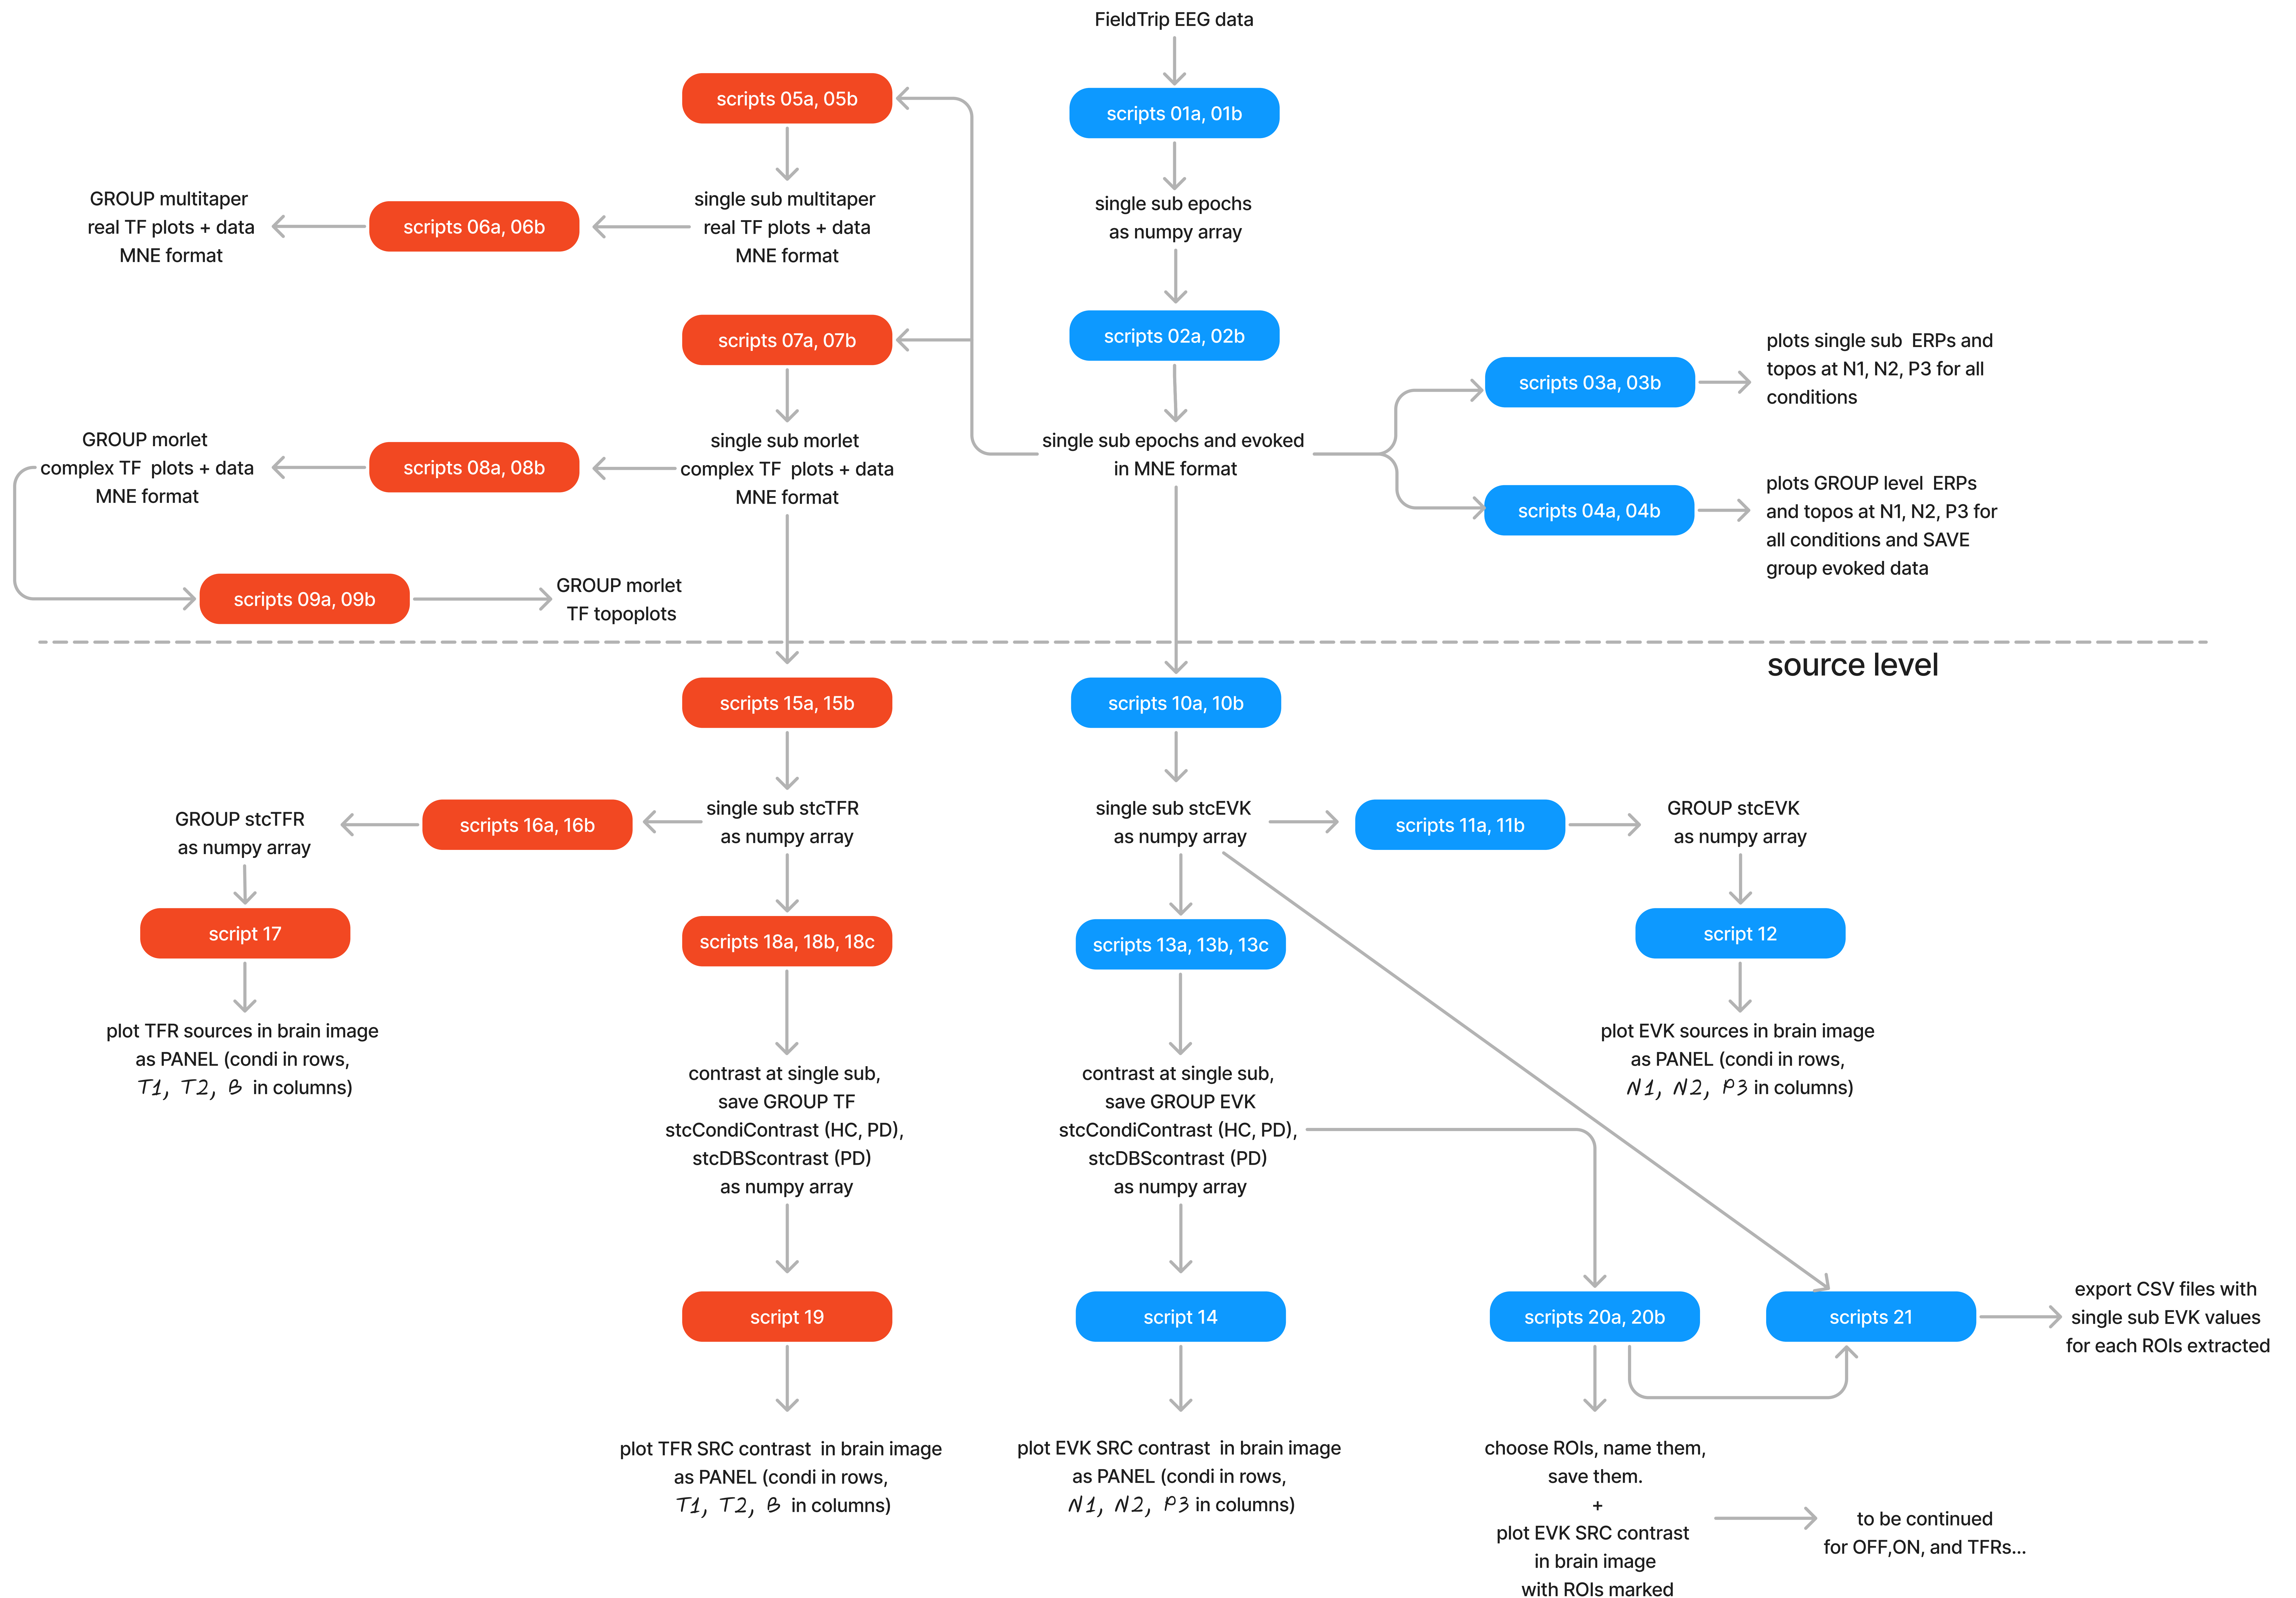 FieldTrip EEG data
scripts 05a, 05b
scripts 01a, 01b
GROUP multitaper
real TF plots + data
MNE format
scripts 06a, 06b
single sub multitaper
real TF plots + data
MNE format
single sub epochs
as numpy array
scripts 07a, 07b
scripts 02a, 02b
scripts 03a, 03b
plots single sub ERPs and
topos at N1, N2, P3 for all
conditions
GROUP morlet
complex TF plots + data
MNE format
scripts 08a, 08b
single sub morlet
complex TF plots + data
MNE format
single sub epochs and evoked
in MNE format
scripts 04a, 04b
plots GROUP level ERPs
and topos at N1, N2, P3 for
all conditions and SAVE
group evoked data
scripts 09a, 09b
GROUP morlet
TF topoplots
source level
scripts 15a, 15b
scripts 10a, 10b
GROUP stcTFR
as numpy array
scripts 16a, 16b
single sub stcTFR
as numpy array
single sub stcEVK
as numpy array
scripts 11a, 11b
GROUP stcEVK
as numpy array
script 17
scripts 18a, 18b, 18c
scripts 13a, 13b, 13c
script 12
plot TFR sources in brain image
as PANEL (condi in rows,
T1, T2, B in columns)
contrast at single sub,
save GROUP TF
stcCondiContrast (HC, PD),
stcDBScontrast (PD)
as numpy array
contrast at single sub,
save GROUP EVK
stcCondiContrast (HC, PD),
stcDBScontrast (PD)
as numpy array
plot EVK sources in brain image
as PANEL (condi in rows,
N1, N2, P3 in columns)
script 19
script 14
scripts 20a, 20b
scripts 21
export CSV files with
single sub EVK values
for each ROIs extracted
plot TFR SRC contrast in brain image
as PANEL (condi in rows,
T1, T2, B in columns)
plot EVK SRC contrast in brain image
as PANEL (condi in rows,
N1, N2, P3 in columns)
choose ROIs, name them,
save them.
+
plot EVK SRC contrast
in brain image
with ROIs marked
to be continued
for OFF,ON, and TFRs...